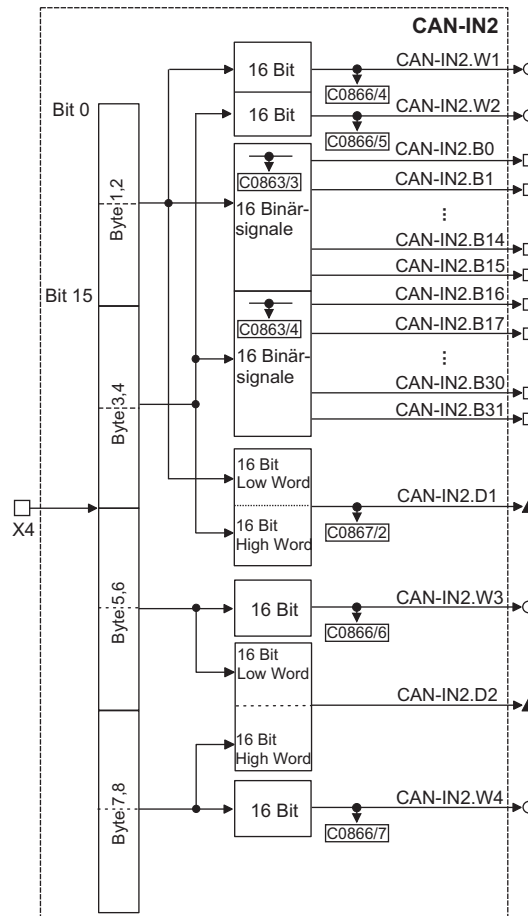 CAN-IN2
16 Bit
CAN-IN2.W1
C0866/4
Bit 0
16 Bit
CAN-IN2.W2
C0866/5
CAN-IN2.B0
C0863/3
CAN-IN2.B1
Byte 1,2
16 Binär-
signale
...
CAN-IN2.B14
CAN-IN2.B15
Bit 15
CAN-IN2.B16
C0863/4
CAN-IN2.B17
16 Binär-
signale
...
Byte 3,4
CAN-IN2.B30
CAN-IN2.B31
16 Bit
Low Word
CAN-IN2.D1
X4
16 Bit
High Word
C0867/2
Byte 5,6
16 Bit
CAN-IN2.W3
C0866/6
16 Bit
Low Word
CAN-IN2.D2
16 Bit
High Word
Byte 7,8
16 Bit
CAN-IN2.W4
C0866/7